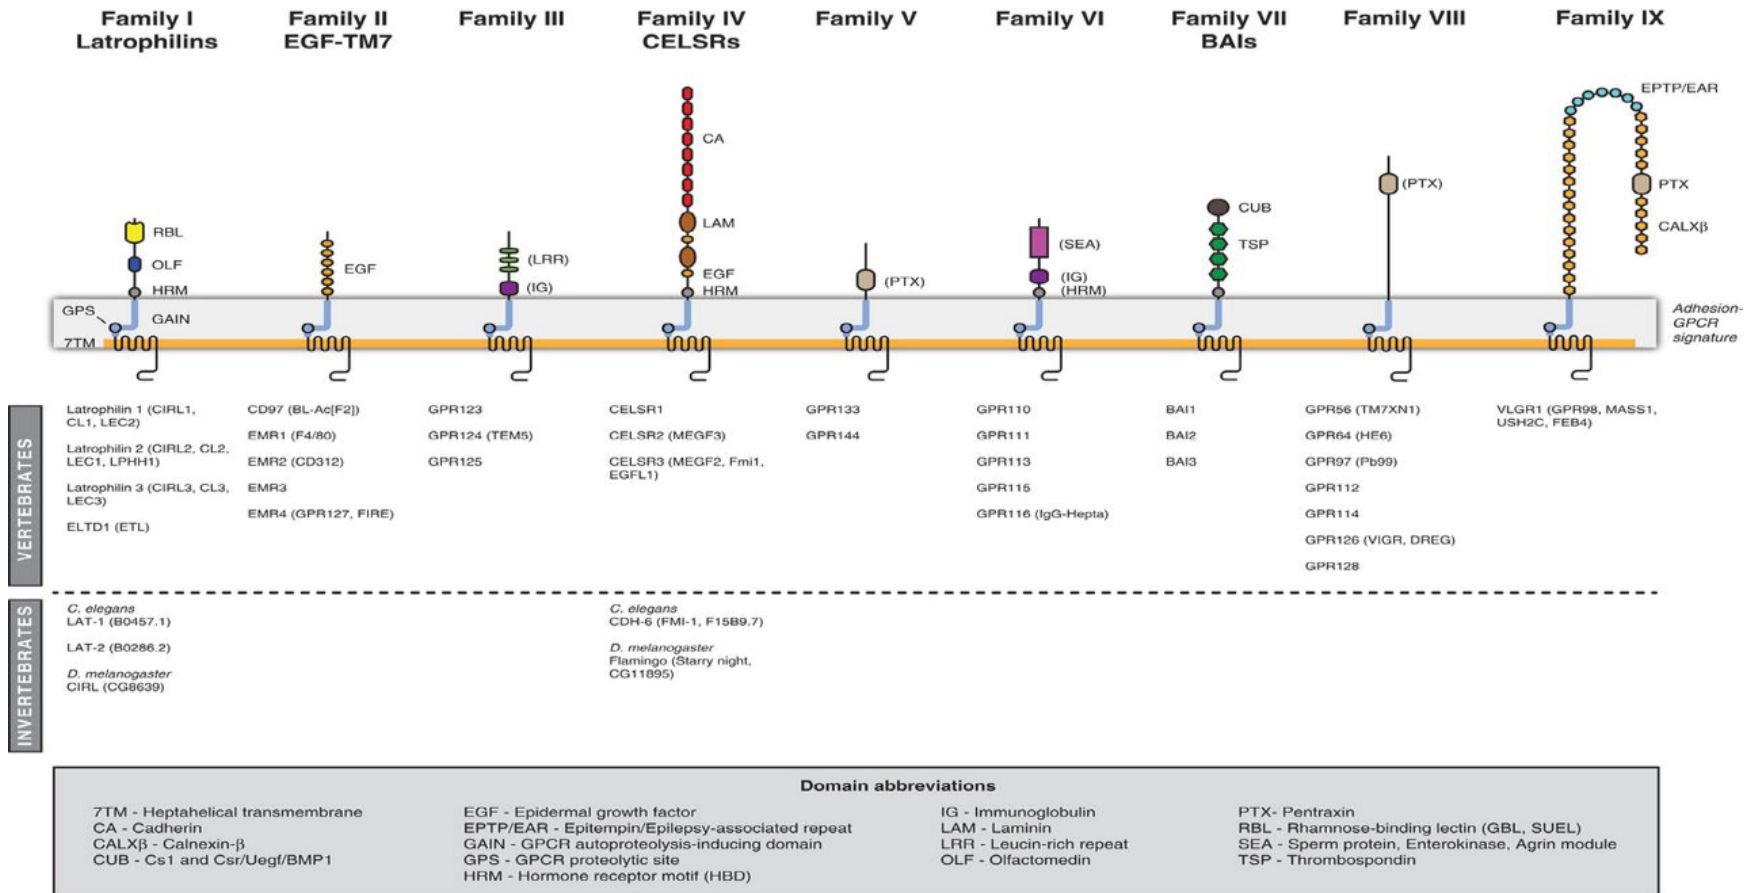 Family I
Latrophilins
Family II
EGF-TM7
Family III
Family IV
CELSRs
Family V
Family VI
Family VII
BAIs
Family VIII
Family IX
RBL
OLF
HRM
GPS
GAIN
7TM
EGF
(LRR)
(IG)
CA
LAM
EGF
HRM
(PTX)
(SEA)
(IG)
(HRM)
CUB
TSP
(PTX)
EPTP/EAR
PTX
CALXβ
Adhesion-
GPCR
signature
VERTEBRATES
Latrophilin 1 (CIRL1,
CL1, LEC2)
Latrophilin 2 (CIRL2, CL2,
LEC1, LPHH1)
Latrophilin 3 (CIRL3, CL3,
LEC3)
ELTD1 (ETL)
CD97 (BL-Ac[F2])
EMR1 (F4/80)
EMR2 (CD312)
EMR3
EMR4 (GPR127, FIRE)
GPR123
GPR124 (TEM5)
GPR125
CELSR1
CELSR2 (MEGF3)
CELSR3 (MEGF2, Fmi1,
EGFL1)
GPR133
GPR144
GPR110
GPR111
GPR113
GPR115
GPR116 (IgG-Hepta)
BAI1
BAI2
BAI3
GPR56 (TM7XN1)
GPR64 (HE6)
GPR97 (Pb99)
GPR112
GPR114
GPR126 (VIGR, DREG)
GPR128
VLGR1 (GPR98, MASS1,
USH2C, FEB4)
INVERTEBRATES
C. elegans
LAT-1 (B0457.1)
LAT-2 (B0286.2)
D. melanogaster
CIRL (CG8639)
C. elegans
CDH-6 (FMI-1, F15B9.7)
D. melanogaster
Flamingo (Starry night,
CG11895)
Domain abbreviations
7TM - Heptahelical transmembrane
CA - Cadherin
CALXβ - Calnexin-β
CUB - Cs1 and Csr/Uegf/BMP1
EGF - Epidermal growth factor
EPTP/EAR - Epitempin/Epilepsy-associated repeat
GAIN - GPCR autoproteolysis-inducing domain
GPS - GPCR proteolytic site
HRM - Hormone receptor motif (HBD)
IG - Immunoglobulin
LAM - Laminin
LRR - Leucin-rich repeat
OLF - Olfactomedin
PTX- Pentraxin
RBL - Rhamnose-binding lectin (GBL, SUEL)
SEA - Sperm protein, Enterokinase, Agrin module
TSP - Thrombospondin